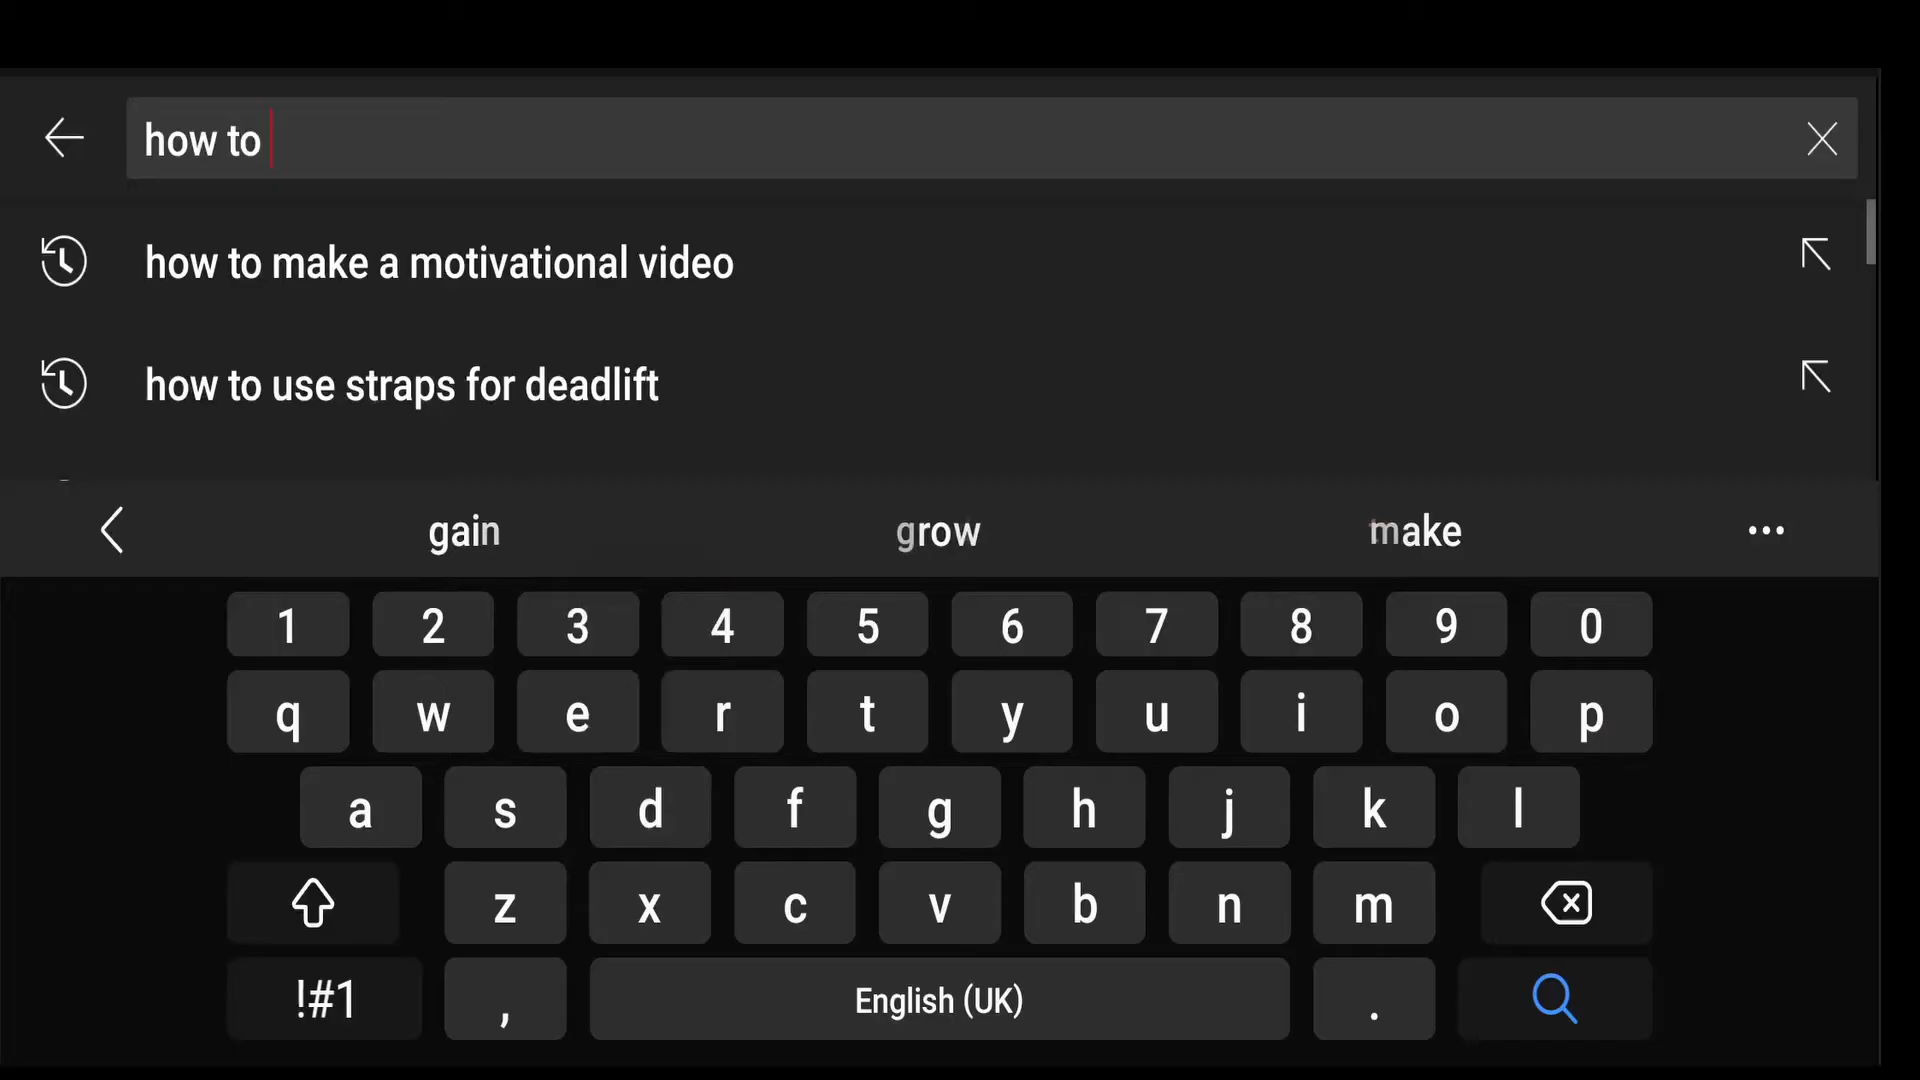 how to
how to make a motivational video
how to use straps for deadlift
gain grow make
1 2 3 4 5 6 7 8 9 0
q w e r t y u i o p
a s d f g h j k l
z x c v b n m
!#1 , English (UK) .